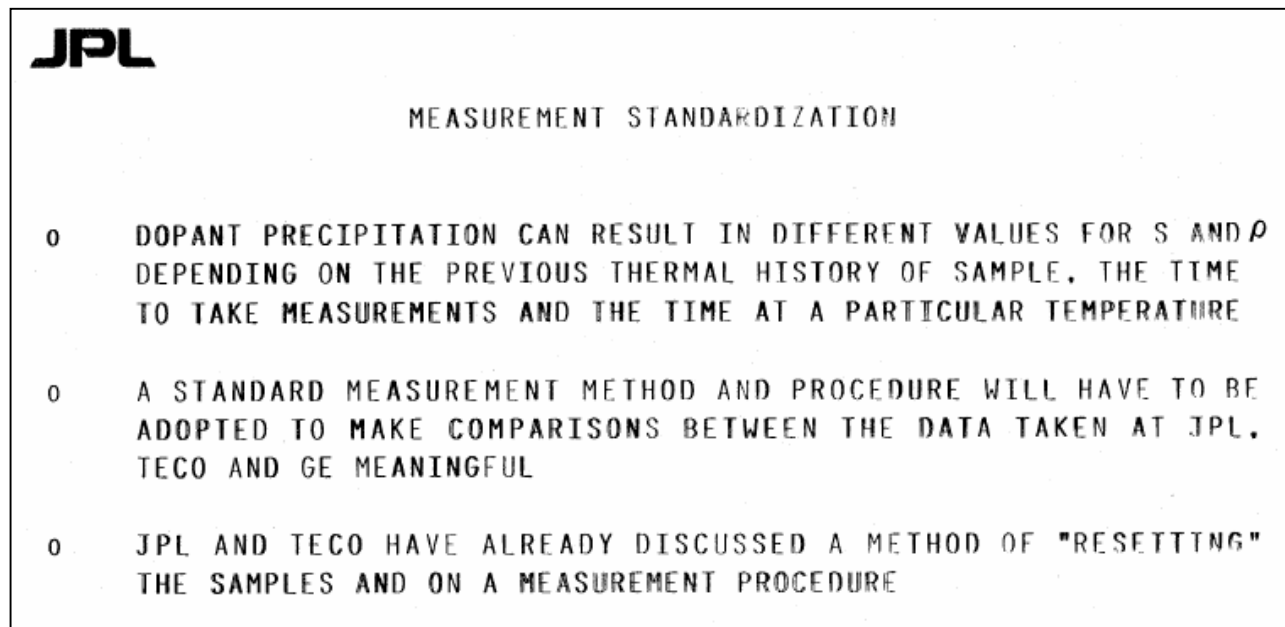 JPL
MEASUREMENT STANDARDIZATION
O DOPANT PRECIPITATION CAN RESULT IN DIFFERENT VALUES FOR S AND ρ
DEPENDING ON THE PREVIOUS THERMAL HISTORY OF SAMPLE, THE TIME
TO TAKE MEASUREMENTS AND THE TIME AT A PARTICULAR TEMPERATURE
O A STANDARD MEASUREMENT METHOD AND PROCEDURE WILL HAVE TO BE
ADOPTED TO MAKE COMPARISONS BETWEEN THE DATA TAKEN AT JPL,
TECO AND GE MEANINGFUL
O JPL AND TECO HAVE ALREADY DISCUSSED A METHOD OF "RESETTING"
THE SAMPLES AND ON A MEASUREMENT PROCEDURE